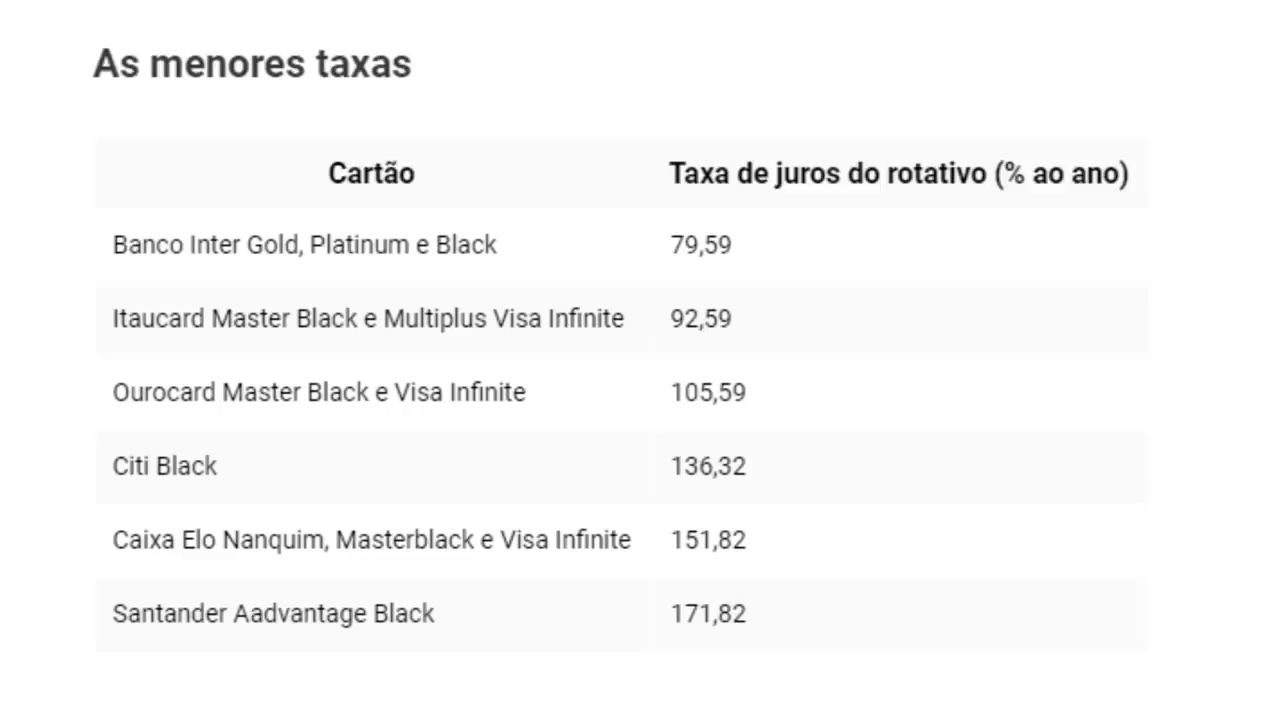 As menores taxas
Cartão Taxa de juros do rotativo (% ao ano)
Banco Inter Gold, Platinum e Black 79,59
Itaucard Master Black e Multiplus Visa Infinite 92,59
Ourocard Master Black e Visa Infinite 105,59
Citi Black 136,32
Caixa Elo Nanquim, Masterblack e Visa Infinite 151,82
Santander Aadvantage Black 171,82